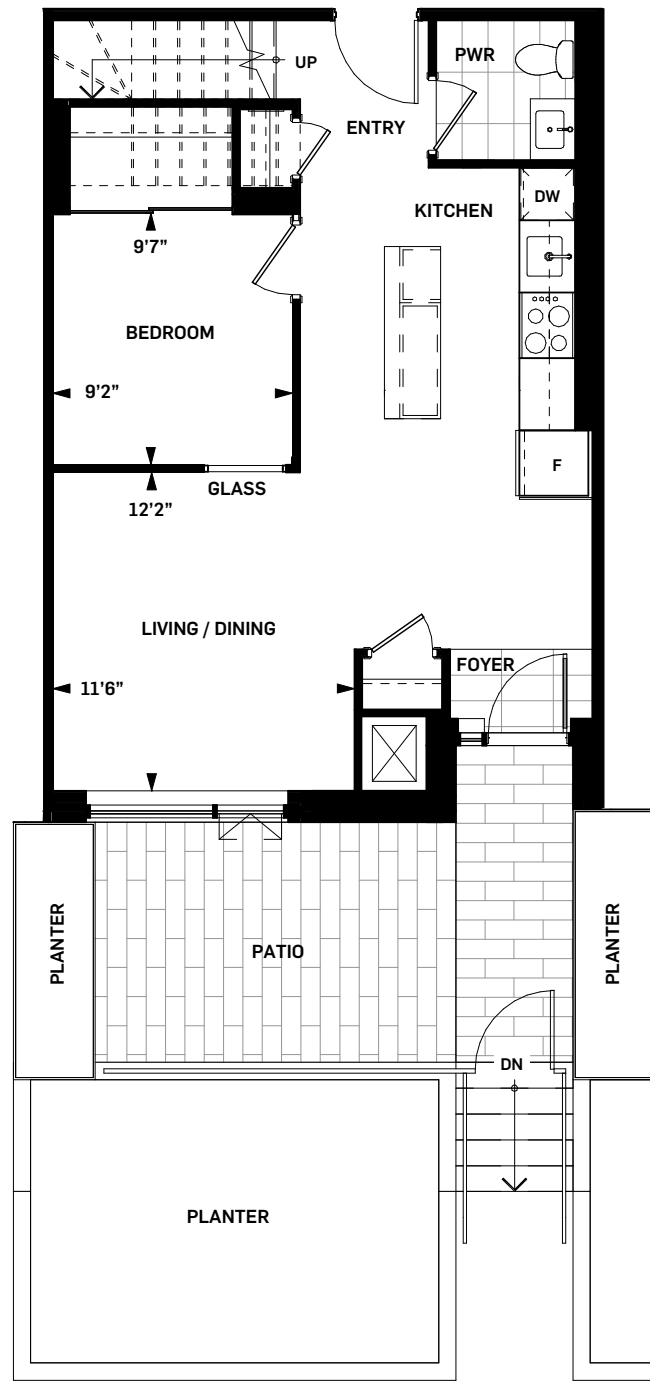 PWR
UP
ENTRY
DW
KITCHEN
9'7”
BEDROOM
9'2”
F
GLASS
12'2”
LIVING / DINING
FOYER
11'6”
PLANTER
PLANTER
PATIO
DN
PLANTER